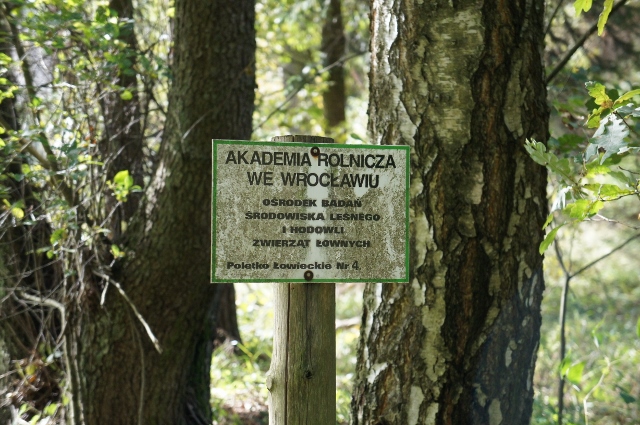 AKADEMIA ROLNICZA
WE WROCŁAWIU
OŚRODEK BADAŃ
ŚRODOWISKA LEŚNEGO
I HODOWLI
ZWIERZĄT ŁOWNYCH
Poletko Łowieckie Nr 4